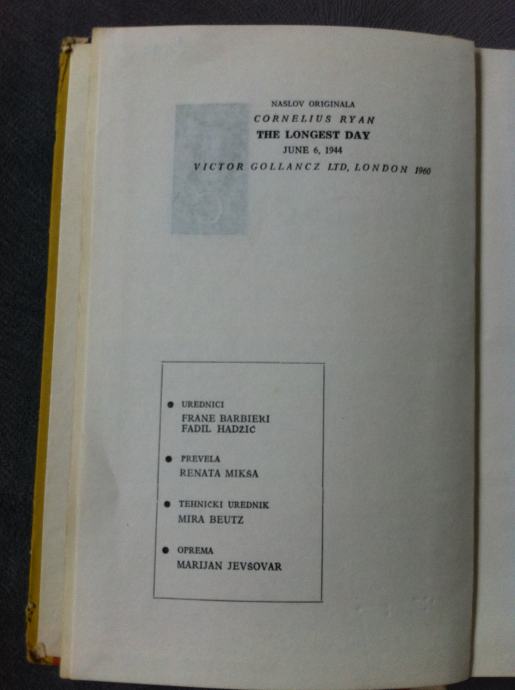 NASLOV ORIGINALA
CORNELIUS RYAN
THE LONGEST DAY
JUNE 6, 1944
VICTOR GOLLANCZ LTD, LONDON 1960
● UREDNICI
FRANE BARBIERI
FADIL HADŽIĆ
● PREVELA
RENATA MIKŠA
● TEHNIČKI UREDNIK
MIRA BEUTZ
● OPREMA
MARIJAN JEVŠOVAR